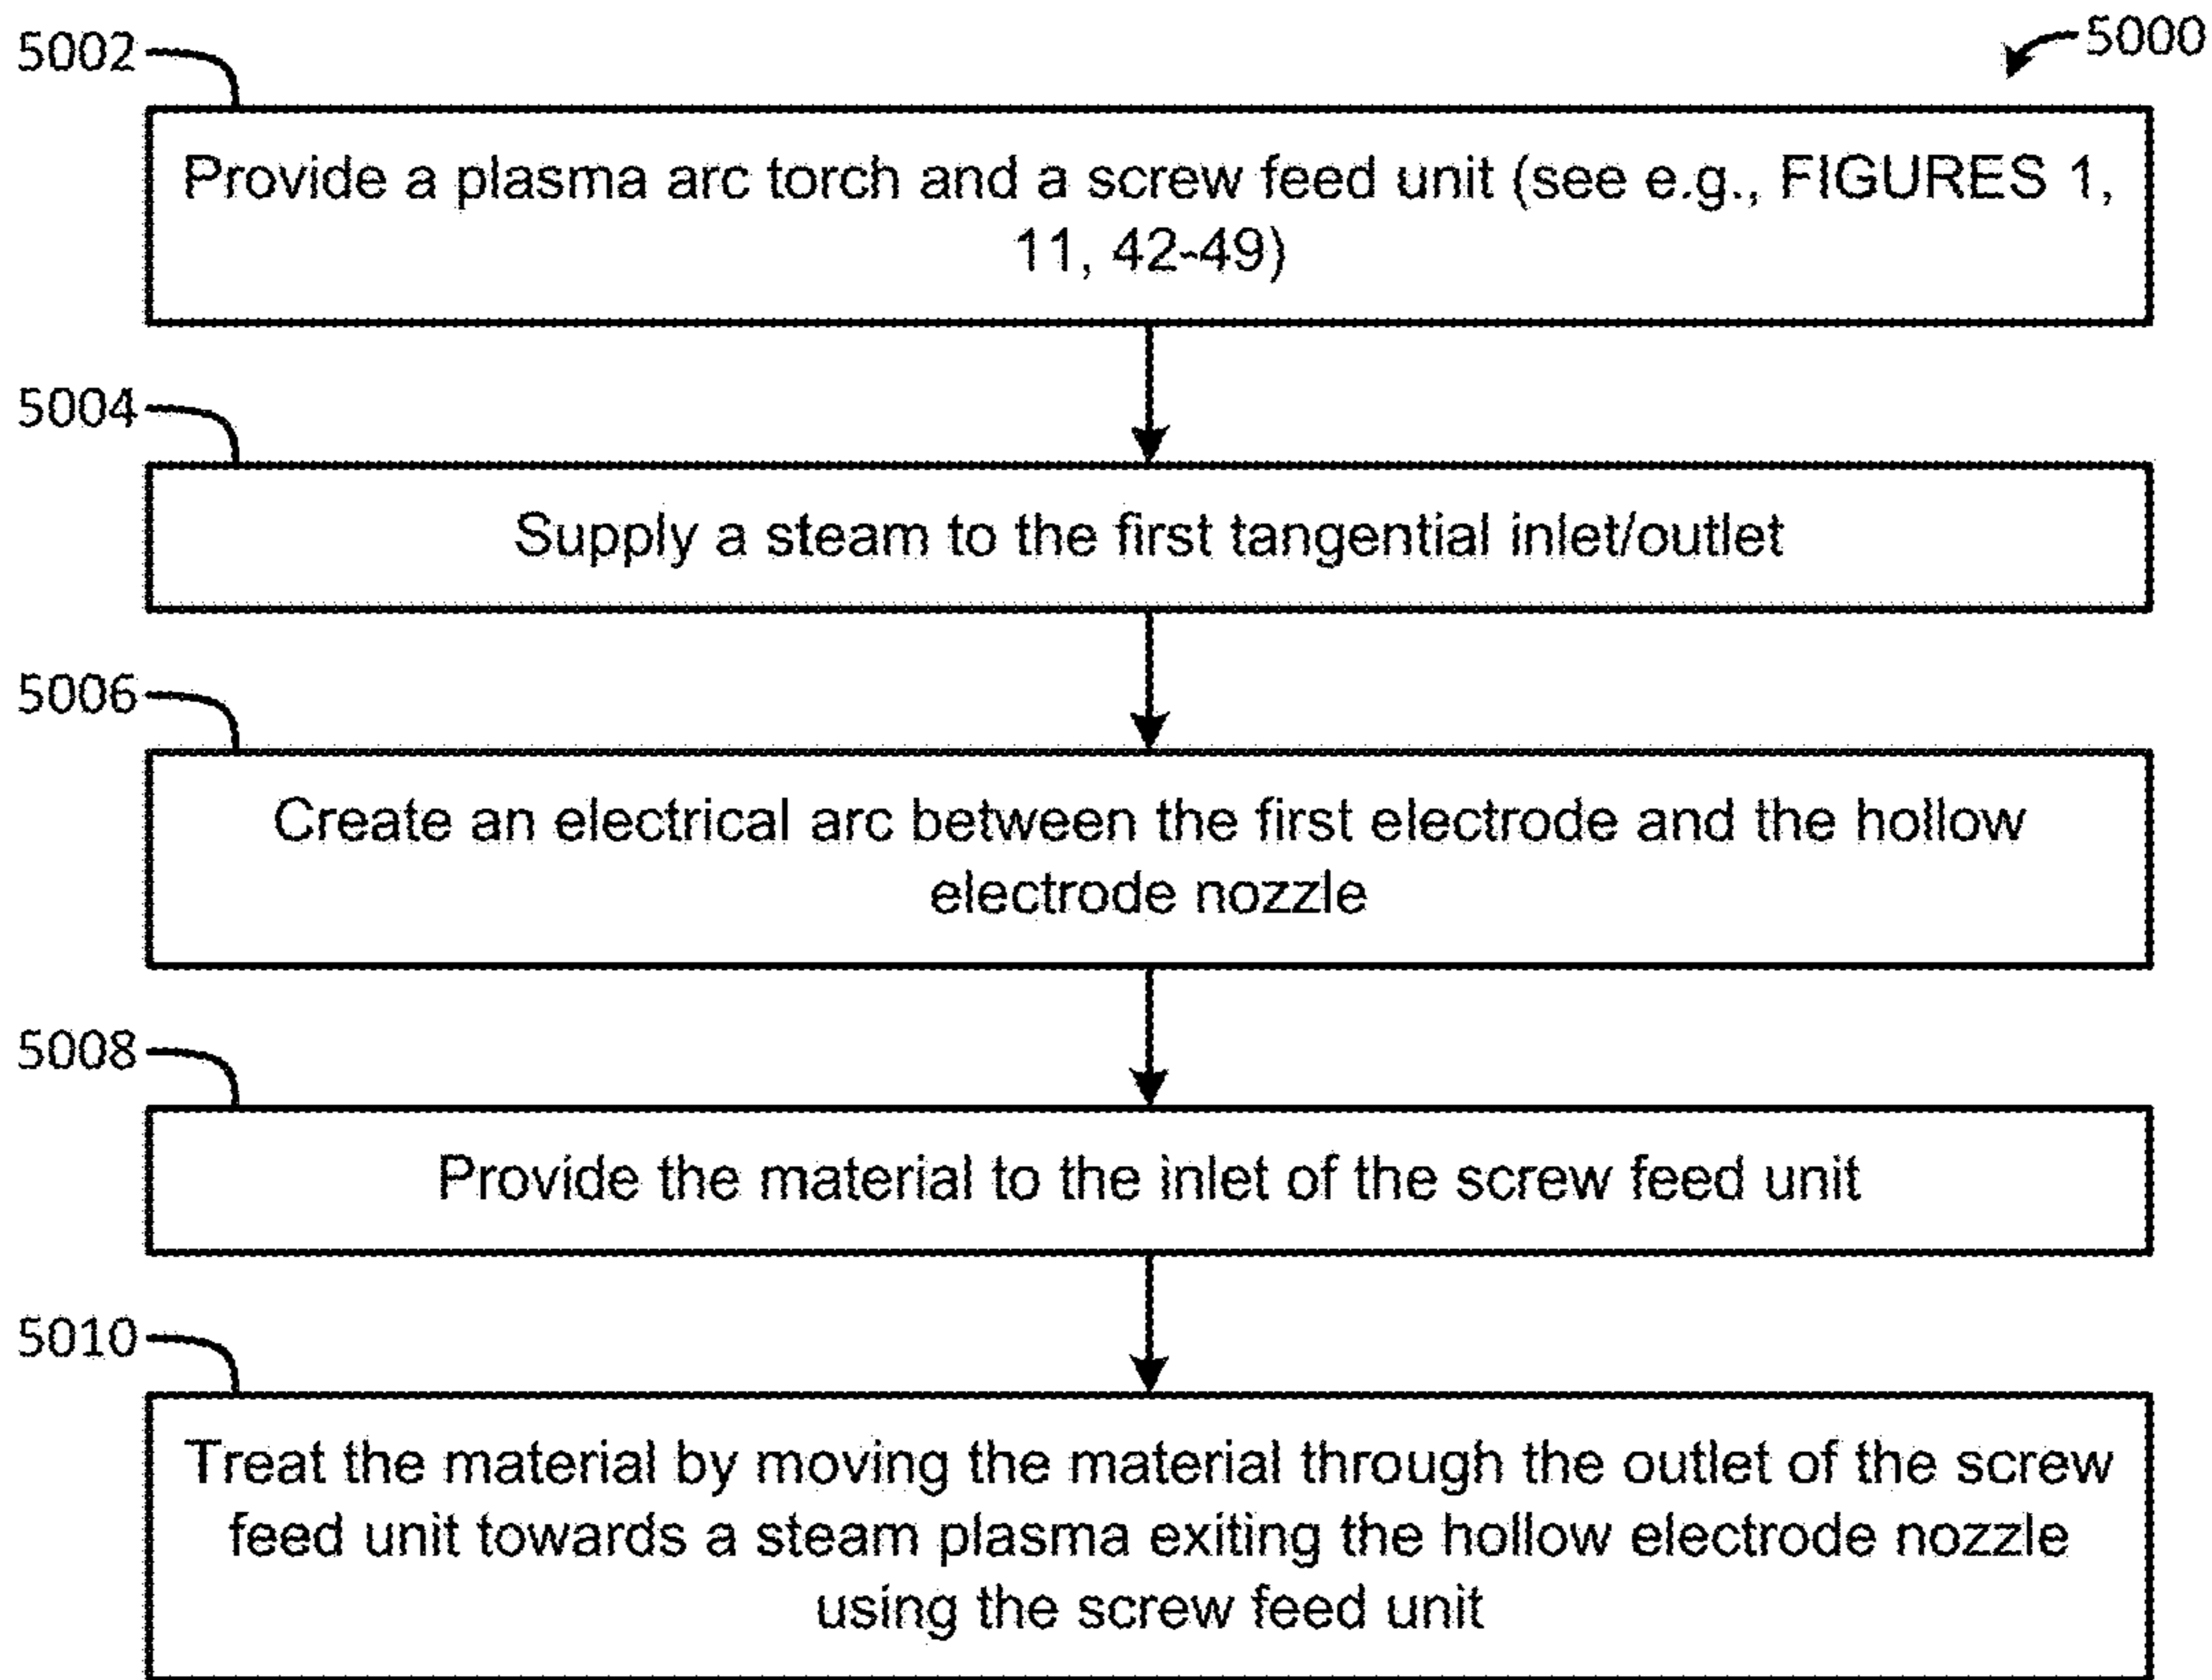 5000
5002
Provide a plasma arc torch and a screw feed unit (see e.g., FIGURES 1,
11, 42-49)
5004
Supply a steam to the first tangential inlet/outlet
5006
Create an electrical arc between the first electrode and the hollow
electrode nozzle
5008
Provide the material to the inlet of the screw feed unit
5010
Treat the material by moving the material through the outlet of the screw
feed unit towards a steam plasma exiting the hollow electrode nozzle
using the screw feed unit